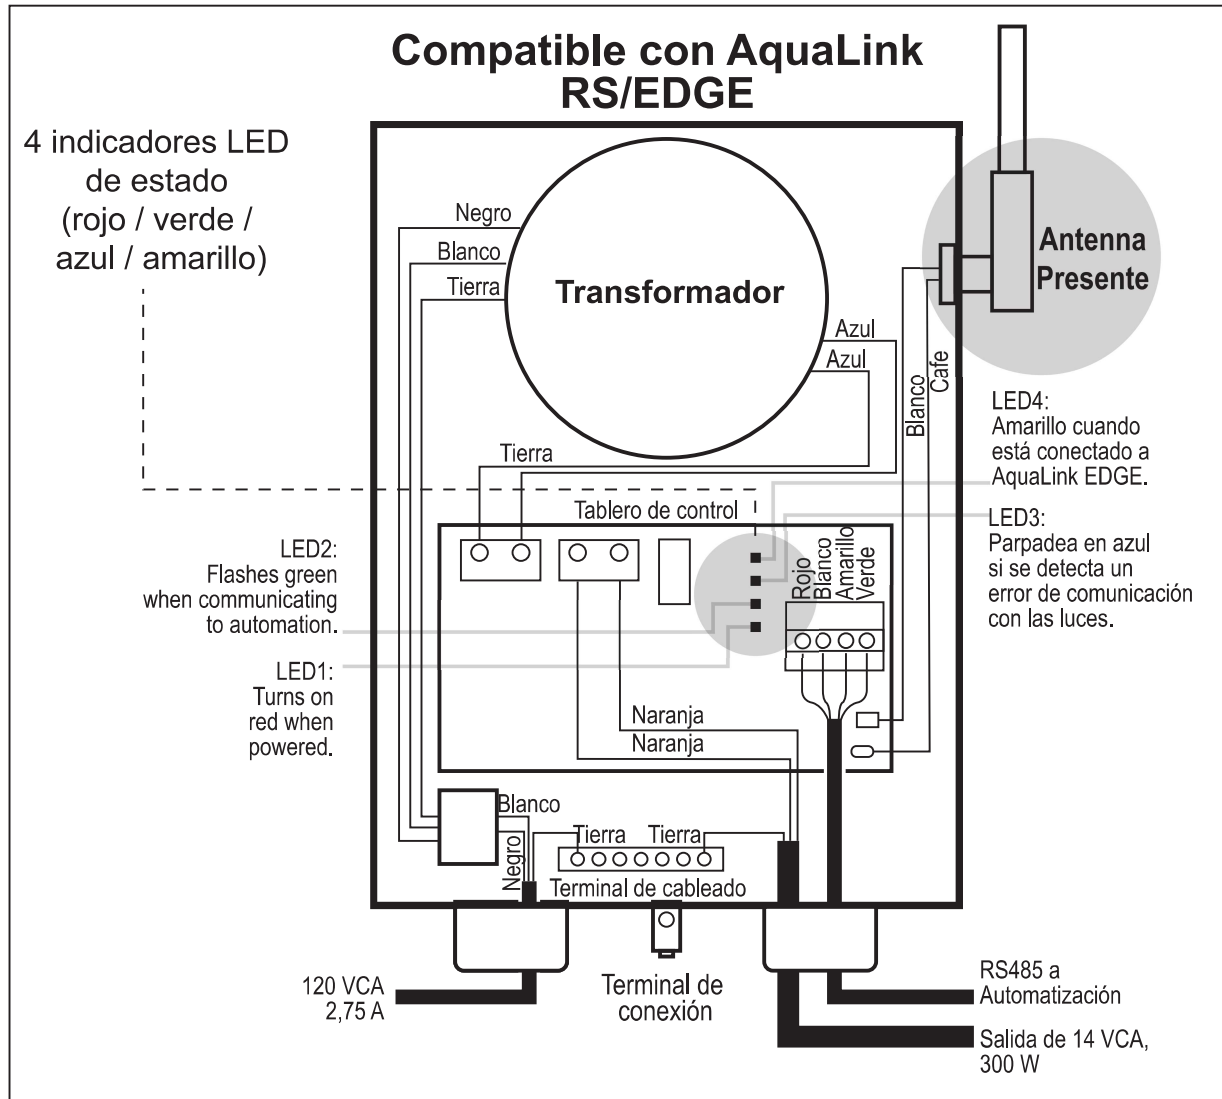 Compatible con AquaLink
RS/EDGE
4 indicadores LED
de estado
(rojo / verde /
azul / amarillo)
Negro
Blanco
Tierra
Transformador
Antenna
Presente
Azul
Azul
Blanco
Cafe
LED4:
Amarillo cuando
está conectado a
AquaLink EDGE.
Tierra
Tablero de control
LED3:
Parpadea en azul
si se detecta un
error de comunicación
con las luces.
LED2:
Flashes green
when communicating
to automation.
Rojo
Blanco
Amarillo
Verde
LED1:
Turns on
red when
powered.
Naranja
Naranja
Blanco
Negro
Tierra
Tierra
Terminal de cableado
120 VCA
2,75 A
Terminal de
conexión
RS485 a
Automatización
Salida de 14 VCA,
300 W